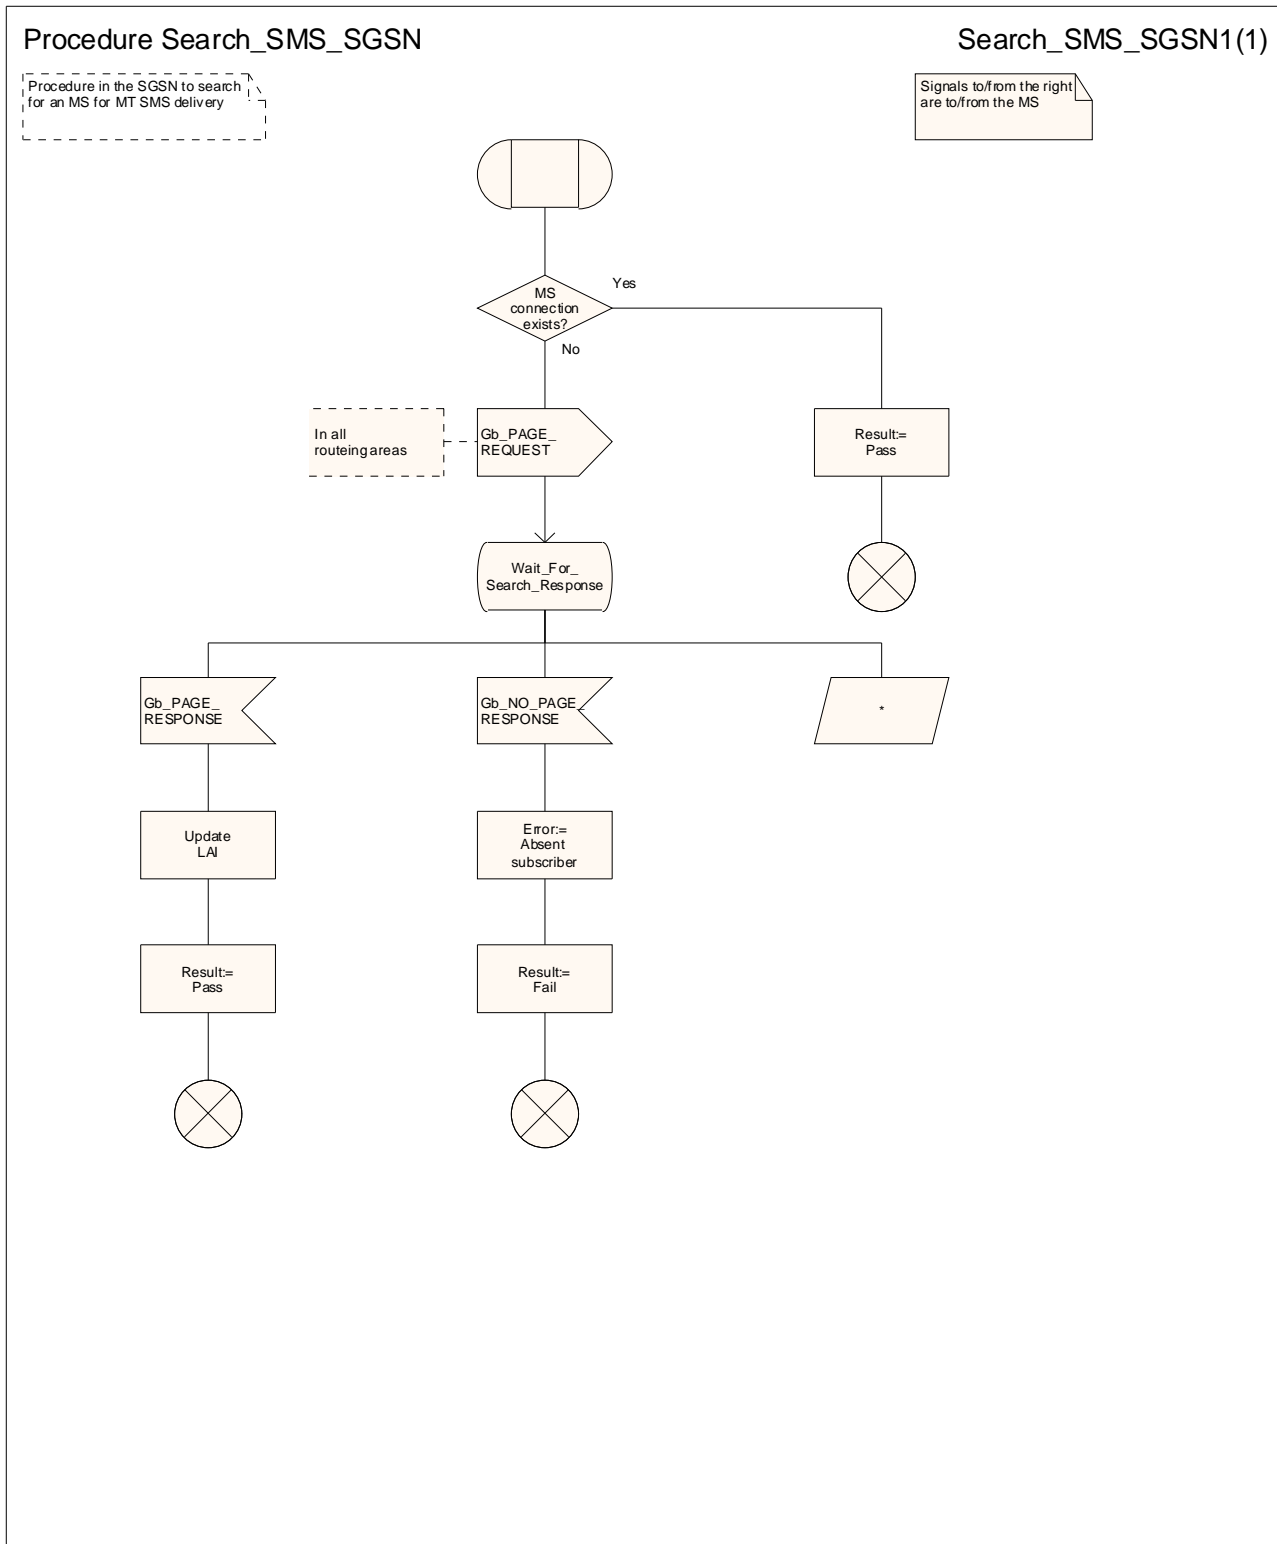 Procedure Search_SMS_SGSN
Search_SMS_SGSN1(1)
Procedure in the SGSN to search
for an MS for MT SMS delivery
Signals to/from the right
are to/from the MS
MS
connection
exists?
Yes
No
In all
routeing areas
Gb_PAGE_
REQUEST
Result:=
Pass
Wait_For_
Search_Response
Gb_PAGE_
RESPONSE
Gb_NO_PAGE_
RESPONSE
*
Update
LAI
Error:=
Absent
subscriber
Result:=
Pass
Result:=
Fail